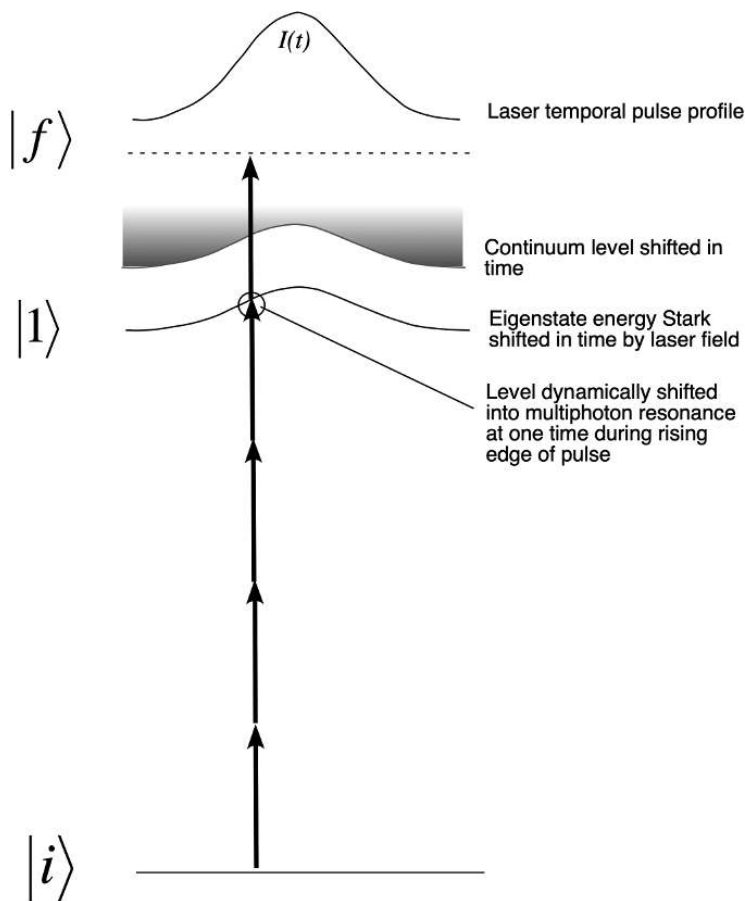 I(t)
Laser temporal pulse profile
|f⟩
Continuum level shifted in
time
|1⟩
Eigenstate energy Stark
shifted in time by laser field
Level dynamically shifted
into multiphoton resonance
at one time during rising
edge of pulse
|i⟩